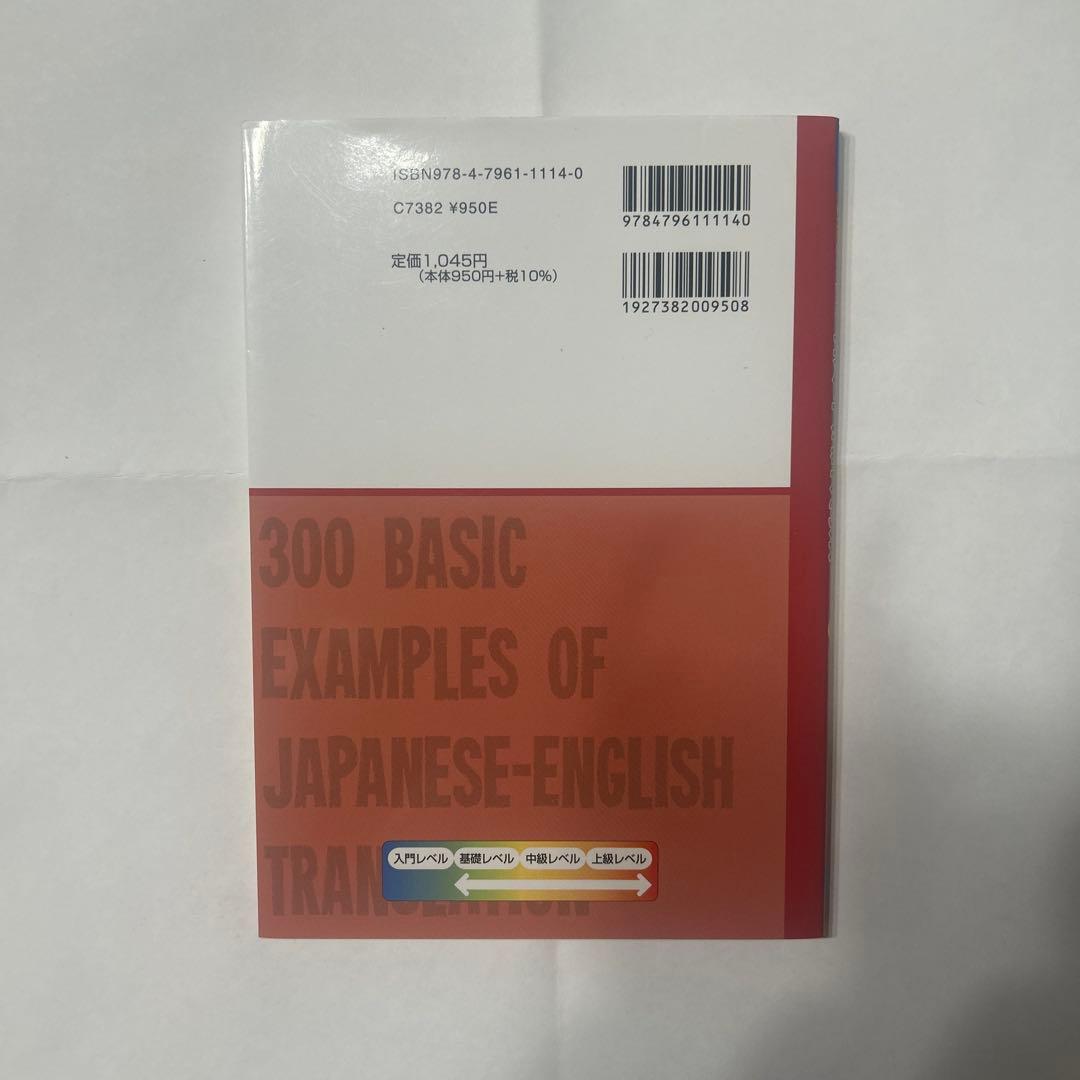 ISBN978-4-7961-1114-0
C7382 ¥950E
定価1,045円
(本体950円+税10%)
9784796111140
1927382009508
300 BASIC
EXAMPLES OF
JAPANESE-ENGLISH
TRANSLATION
入門レベル 基礎レベル 中級レベル 上級レベル